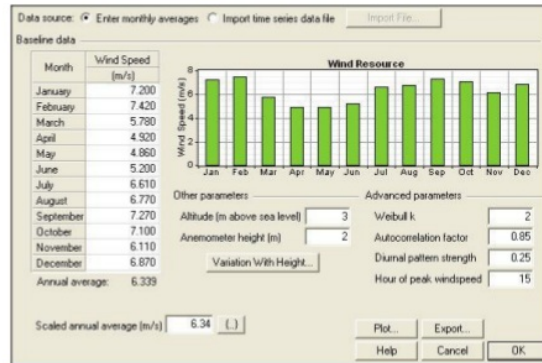 Data source: Enter monthly averages Import time series data file Import File...
Baseline data
Month Wind Speed
(m/s)
January 7.200
February 7.420
March 5.780
April 4.920
May 4.860
June 5.200
July 6.610
August 6.770
September 7.270
October 7.100
November 6.110
December 6.870
Annual average: 6.339
Wind Resource
Wind Speed (m/s)
8
6
4
2
0
Jan Feb Mar Apr May Jun Jul Aug Sep Oct Nov Dec
Other parameters
Altitude (m above sea level) 3
Anemometer height (m) 2
Variation With Height...
Advanced parameters
Weibull k 2
Autocorrelation factor 0.85
Diurnal pattern strength 0.25
Hour of peak windspeed 15
Scaled annual average (m/s) 6.34 {..}
Plot... Export...
Help Cancel OK